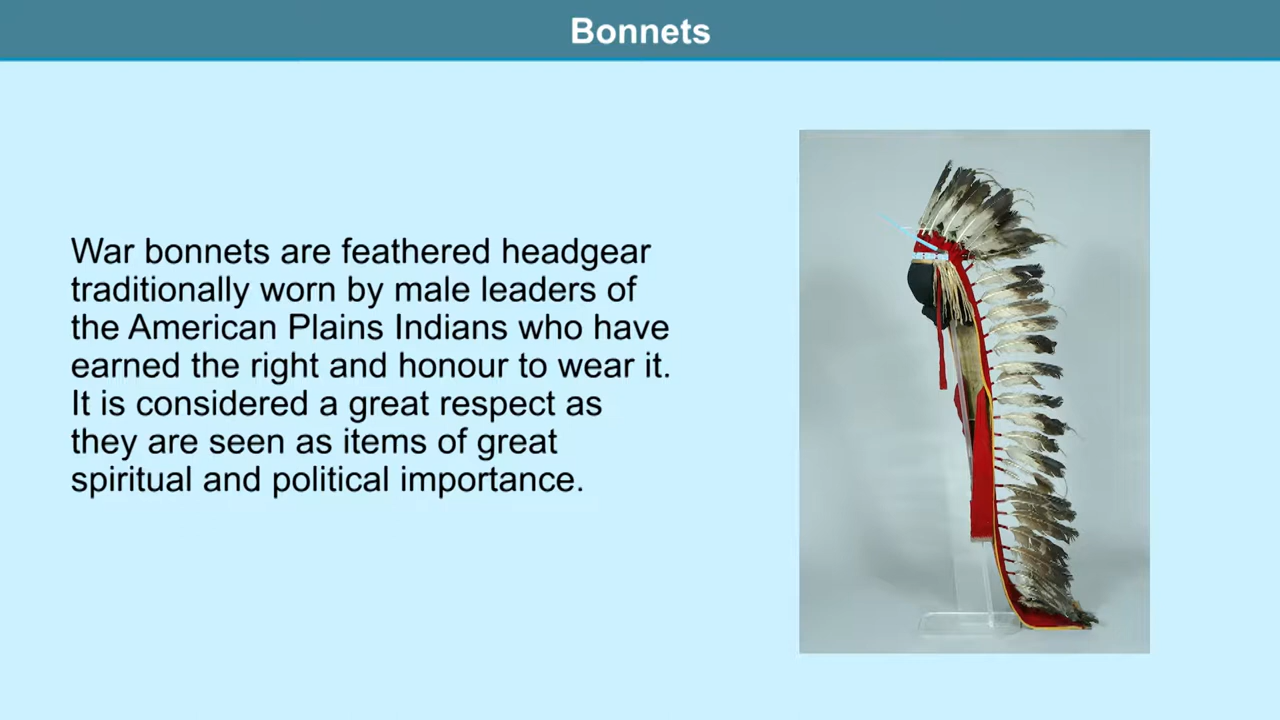 Bonnets
War bonnets are feathered headgear
traditionally worn by male leaders of
the American Plains Indians who have
earned the right and honour to wear it.
It is considered a great respect as
they are seen as items of great
spiritual and political importance.